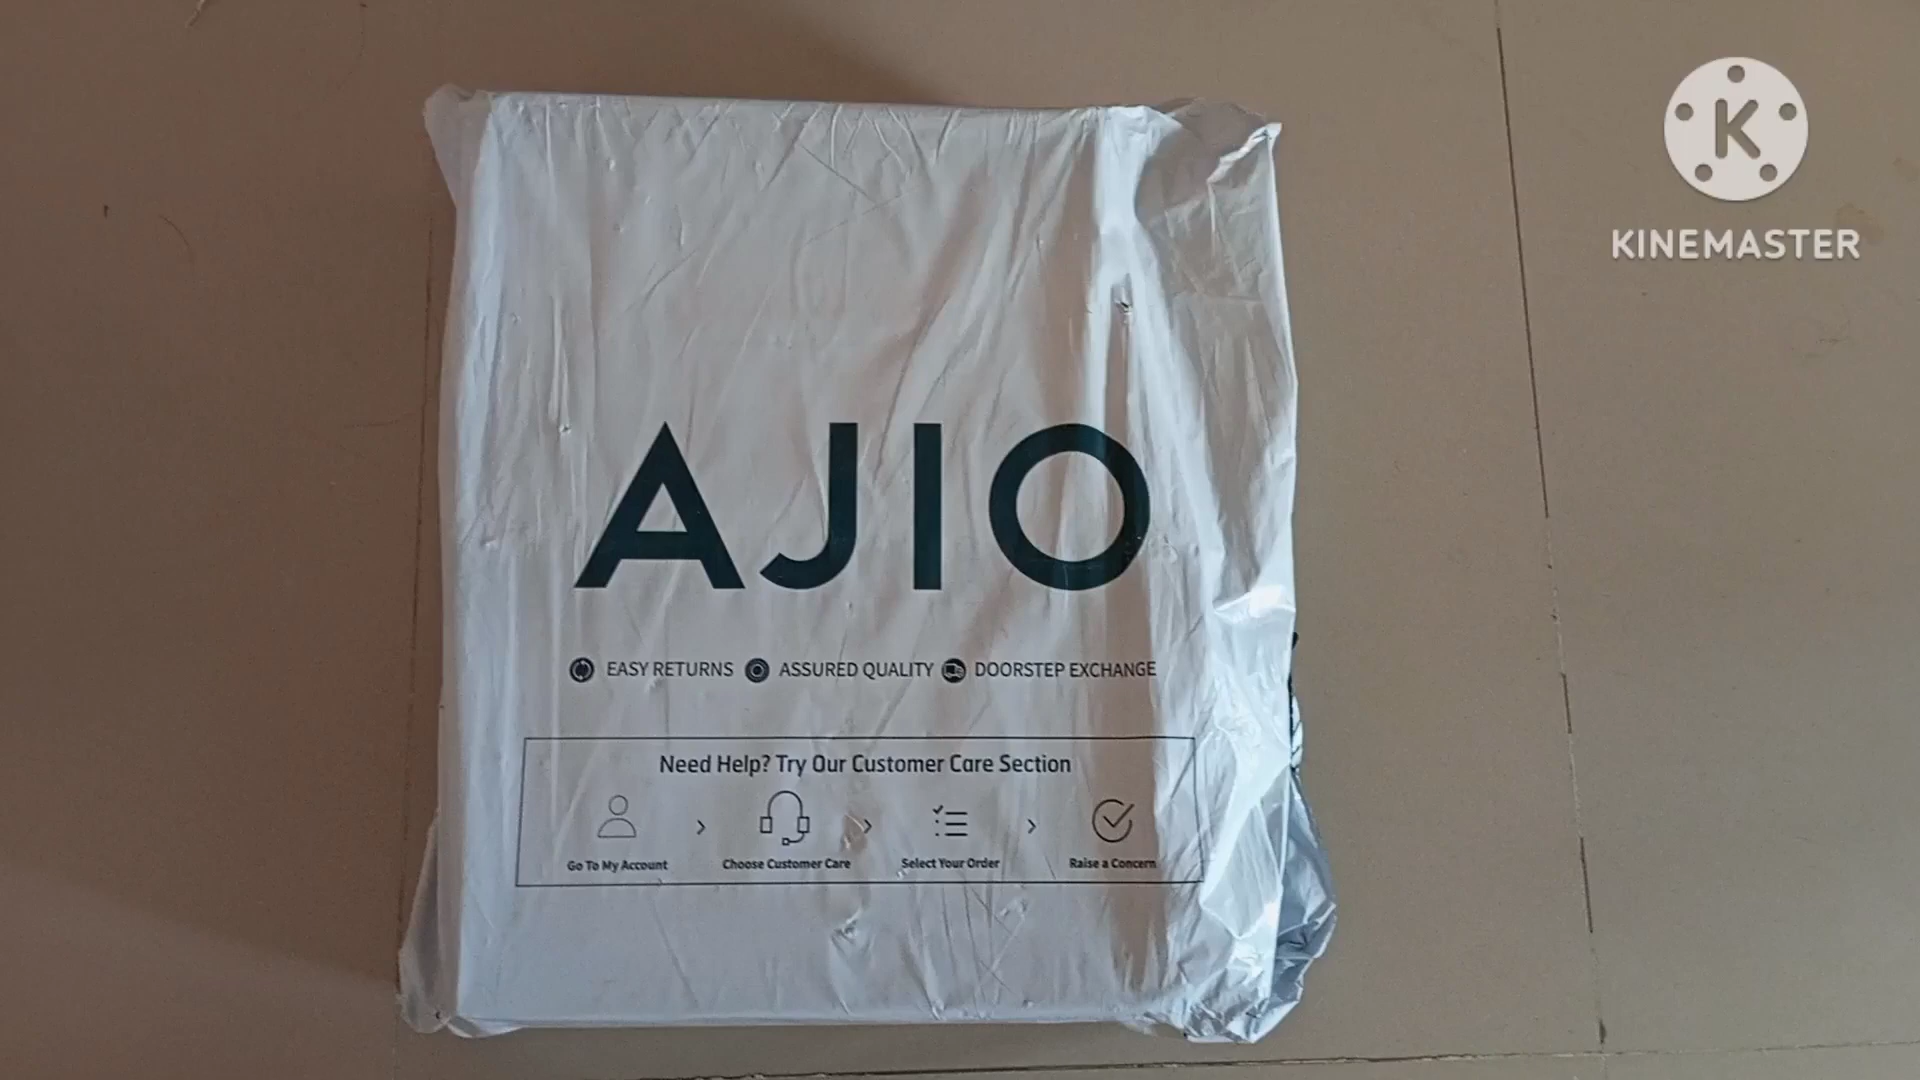 K
KINEMASTER
AJIO
EASY RETURNS ASSURED QUALITY DOORSTEP EXCHANGE
Need Help? Try Our Customer Care Section
Go To My Account Choose Customer Care Select Your Order Raise a Concern